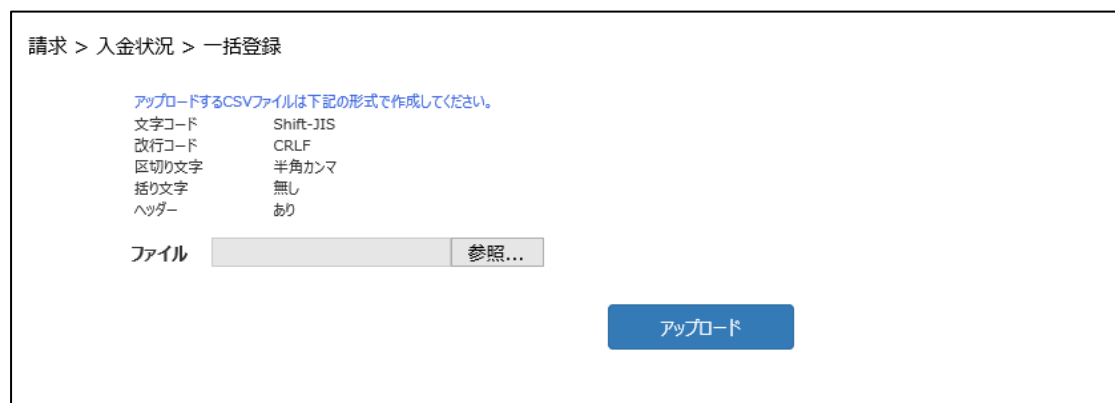 請求 > 入金状況 > 一括登録
アップロードするCSVファイルは下記の形式で作成してください。
文字コード Shift-JIS
改行コード CRLF
区切り文字 半角カンマ
括り文字 無し
ヘッダー あり
ファイル 参照...
アップロード